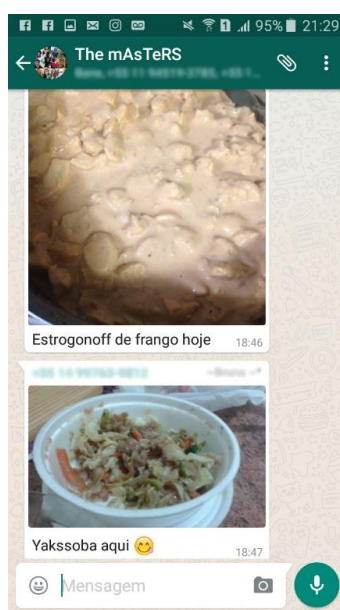 95% 21:29
The mAsTeRS
Estrogonoff de frango hoje 18:46
Yakssoba aqui 18:47
Mensagem